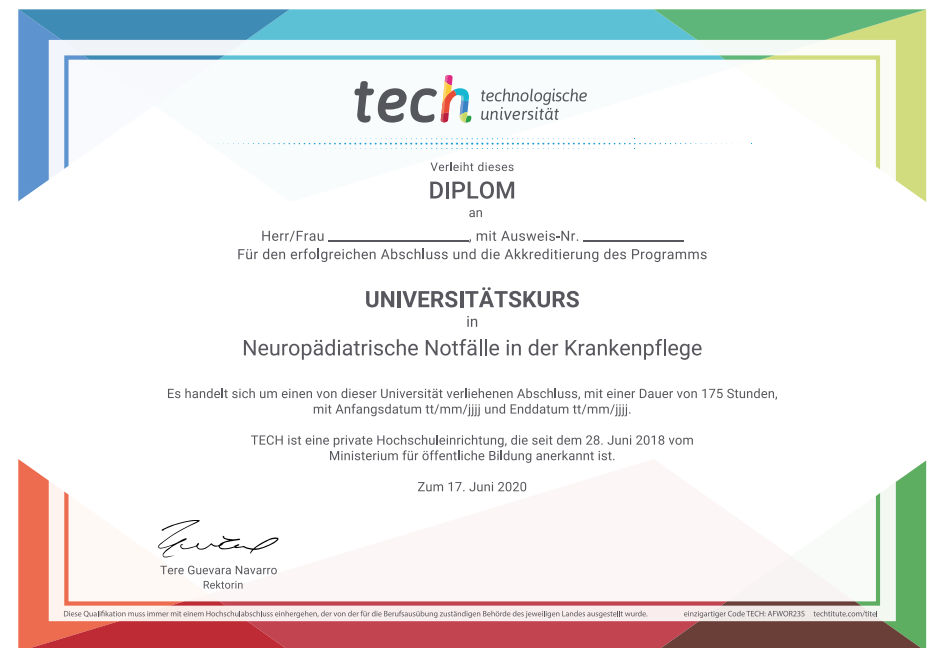 tech technologische
universität
Verleiht dieses
DIPLOM
an
Herr/Frau ____________, mit Ausweis-Nr. ____________
Für den erfolgreichen Abschluss und die Akkreditierung des Programms
UNIVERSITÄTSKURS
in
Neuropädiatrische Notfälle in der Krankenpflege
Es handelt sich um einen von dieser Universität verliehenen Abschluss, mit einer Dauer von 175 Stunden,
mit Anfangsdatum tt/mm/jjjj und Enddatum tt/mm/jjjj.
TECH ist eine private Hochschuleinrichtung, die seit dem 28. Juni 2018 vom
Ministerium für öffentliche Bildung anerkannt ist.
Zum 17. Juni 2020
Tere Guevara Navarro
Rektorin
Diese Qualifikation muss immer mit einem Hochschulabschluss einhergehen, der von der für die Berufsausübung zuständigen Behörde des jeweiligen Landes ausgestellt wurde. einzigartiger Code TECH: AFWOR23S techtitute.com/titel